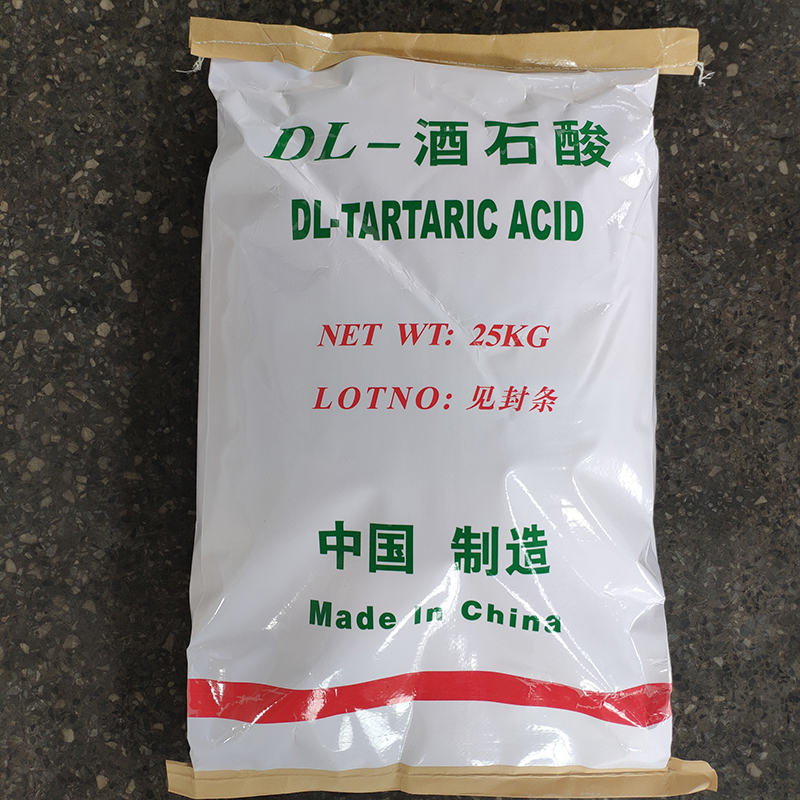 DL-酒石酸
DL-TARTARIC ACID
NET WT: 25KG
LOTNO: 见封条
中国 制造
Made In China